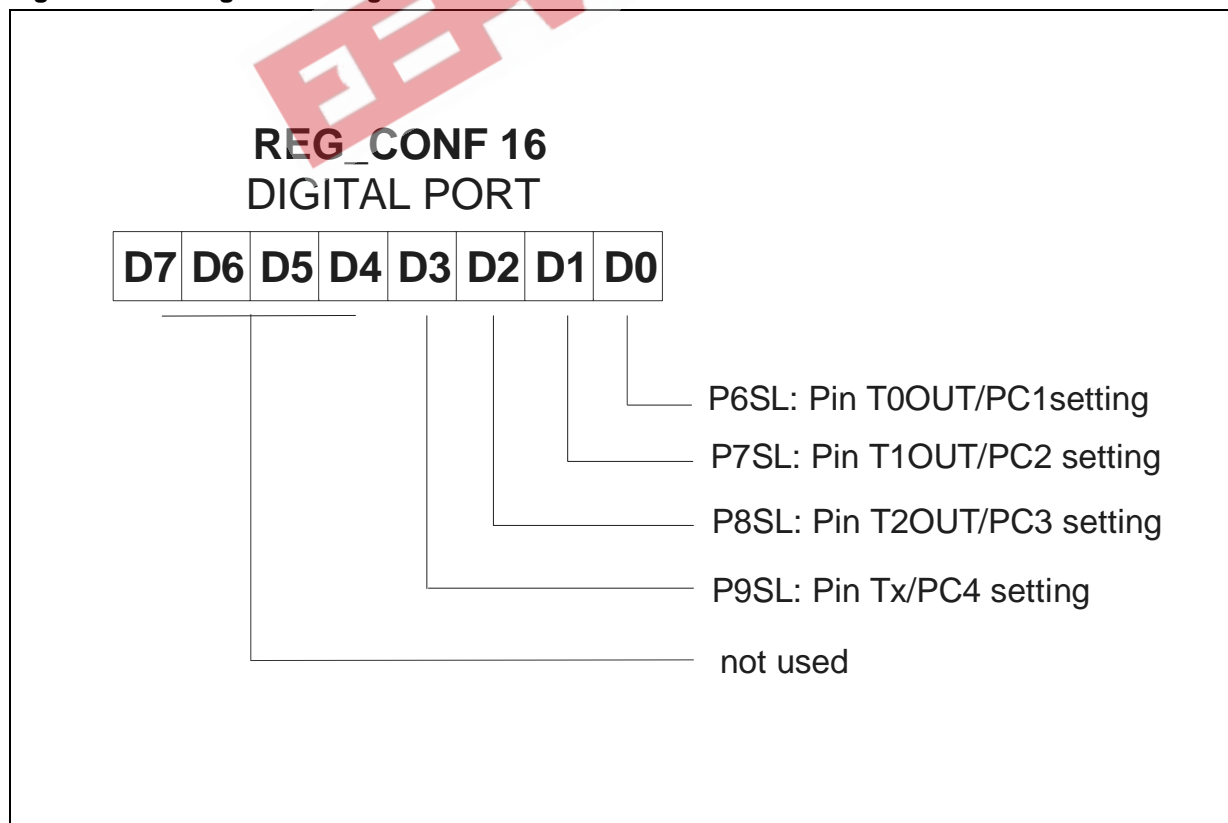 REG_CONF 16
DIGITAL PORT
D7 D6 D5 D4 D3 D2 D1 D0
P6SL: Pin T0OUT/PC1setting
P7SL: Pin T1OUT/PC2 setting
P8SL: Pin T2OUT/PC3 setting
P9SL: Pin Tx/PC4 setting
not used